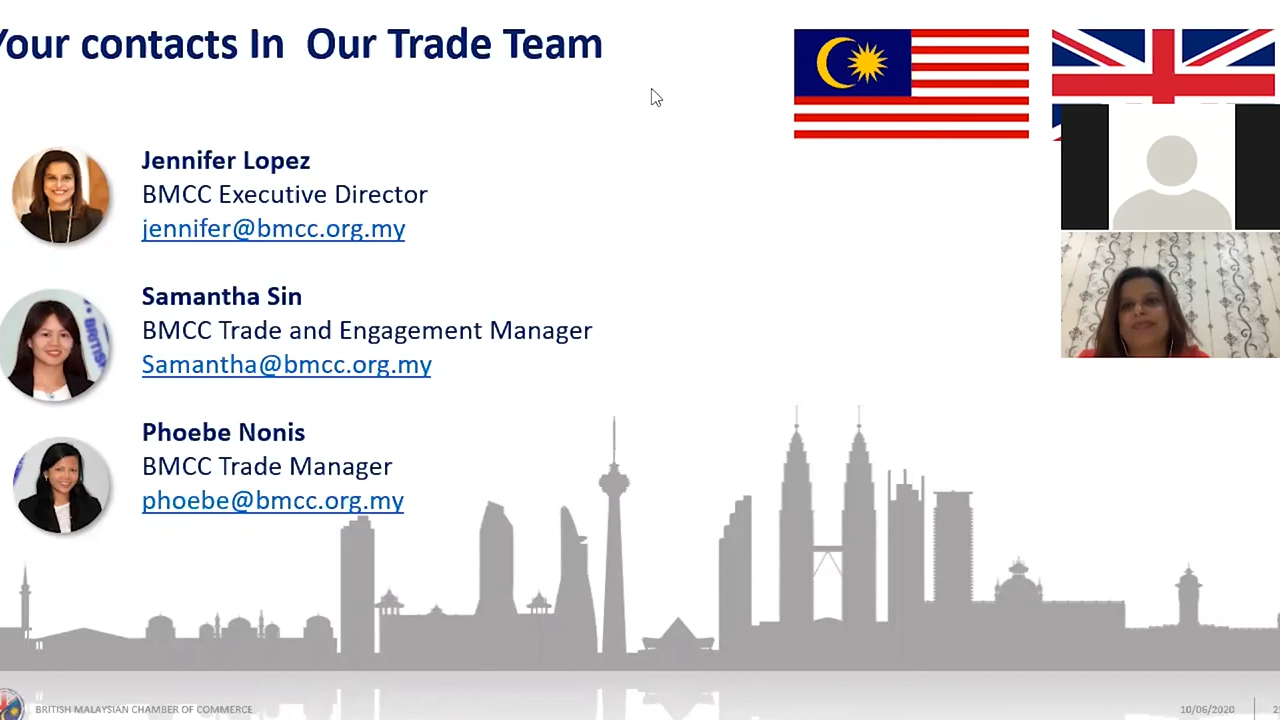 Your contacts In Our Trade Team
Jennifer Lopez
BMCC Executive Director
jennifer@bmcc.org.my
Samantha Sin
BMCC Trade and Engagement Manager
Samantha@bmcc.org.my
Phoebe Nonis
BMCC Trade Manager
phoebe@bmcc.org.my
BRITISH MALAYSIAN CHAMBER OF COMMERCE
10/06/2020